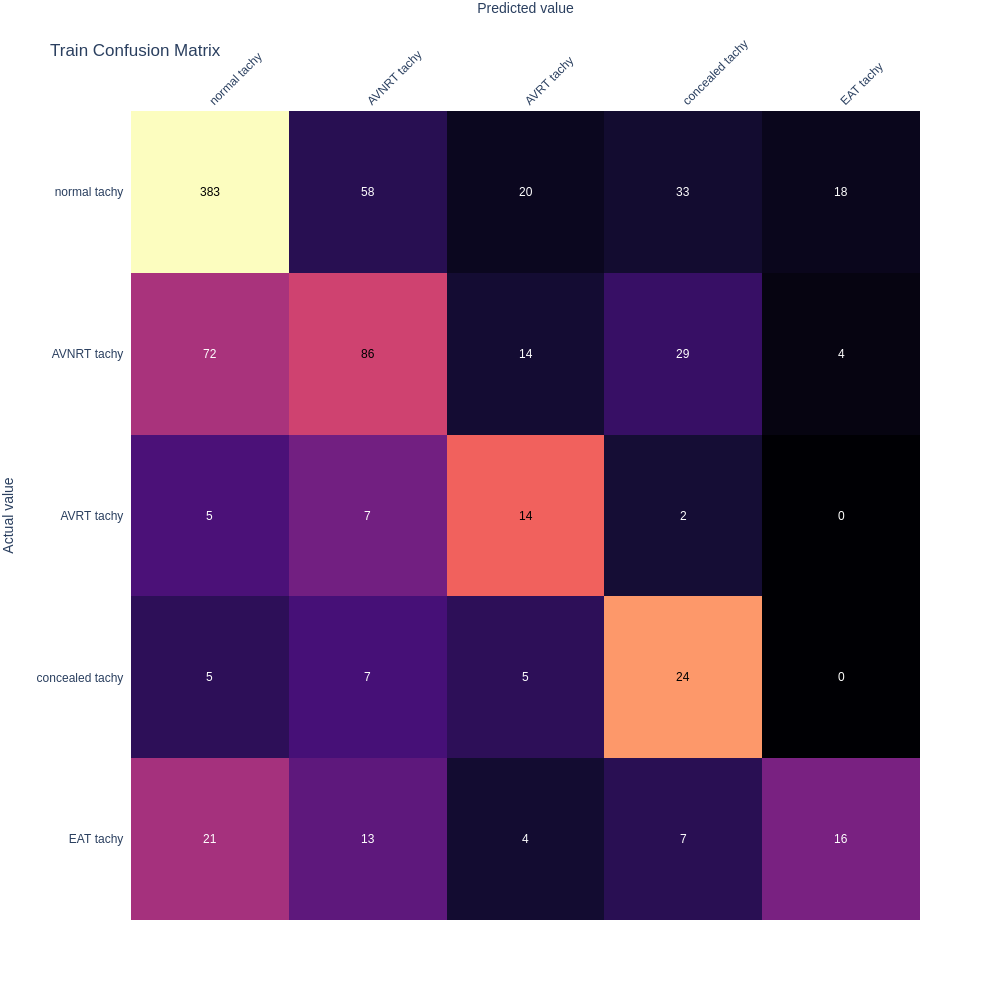 Predicted value
Train Confusion Matrix
normal tachy
AVNRT tachy
AVRT tachy
concealed tachy
EAT tachy
Actual value
normal tachy 383 58 20 33 18
AVNRT tachy 72 86 14 29 4
AVRT tachy 5 7 14 2 0
concealed tachy 5 7 5 24 0
EAT tachy 21 13 4 7 16